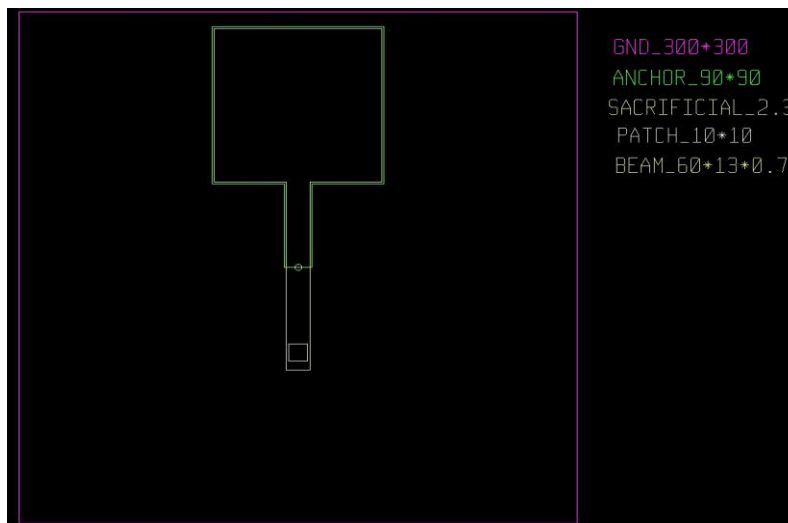 GND_300*300
ANCHOR_90*90
SACRIFICIAL_2.3
PATCH_10*10
BEAM_60*13*0.7